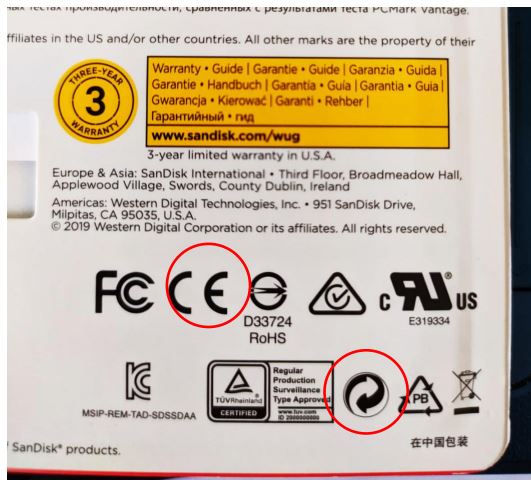 тестах производительности, сравненных с результатами теста PCMark Vantage.
ffiliates in the US and/or other countries. All other marks are the property of their
THREE-YEAR
3
WARRANTY
Warranty • Guide | Garantie • Guide | Garanzia • Guida |
Garantie • Handbuch | Garantía • Guía | Garantia • Guia |
Gwarancja • Kierować | Garanti • Rehber |
Гарантийный • гид
www.sandisk.com/wug
3-year limited warranty in U.S.A.
Europe & Asia: SanDisk International • Third Floor, Broadmeadow Hall,
Applewood Village, Swords, County Dublin, Ireland
Americas: Western Digital Technologies, Inc. • 951 SanDisk Drive,
Milpitas, CA 95035, U.S.A.
© 2019 Western Digital Corporation or its affiliates. All rights reserved.
FC CE
D33724
RoHS
c RU US
E319334
MSIP-REM-TAD-SDSSDAA
TÜVRheinland
CERTIFIED
Regular
Production
Surveillance
Type Approved
www.tuv.com
ID 2000000000
PB
在中国包装
SanDisk® products.